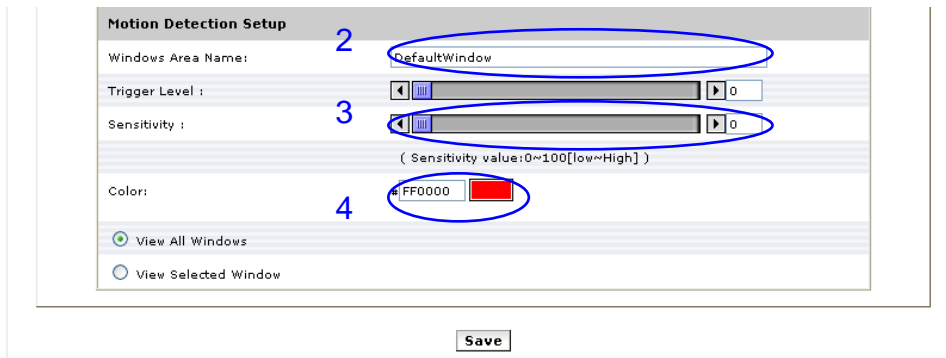 Motion Detection Setup
2
Windows Area Name: DefaultWindow
Trigger Level : 0
3
Sensitivity : 0
( Sensitivity value:0~100[low~High] )
Color: #FF0000
4
View All Windows
View Selected Window
Save